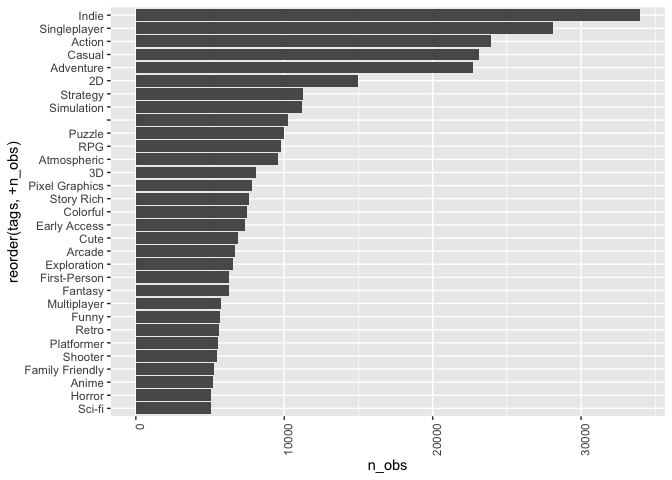 Indie
Singleplayer
Action
Casual
Adventure
2D
Strategy
Simulation
Puzzle
RPG
Atmospheric
3D
Pixel Graphics
Story Rich
Colorful
Early Access
Cute
Arcade
Exploration
First-Person
Fantasy
Multiplayer
Funny
Retro
Platformer
Shooter
Family Friendly
Anime
Horror
Sci-fi
reorder(tags, +n_obs)
0
10000
20000
30000
n_obs